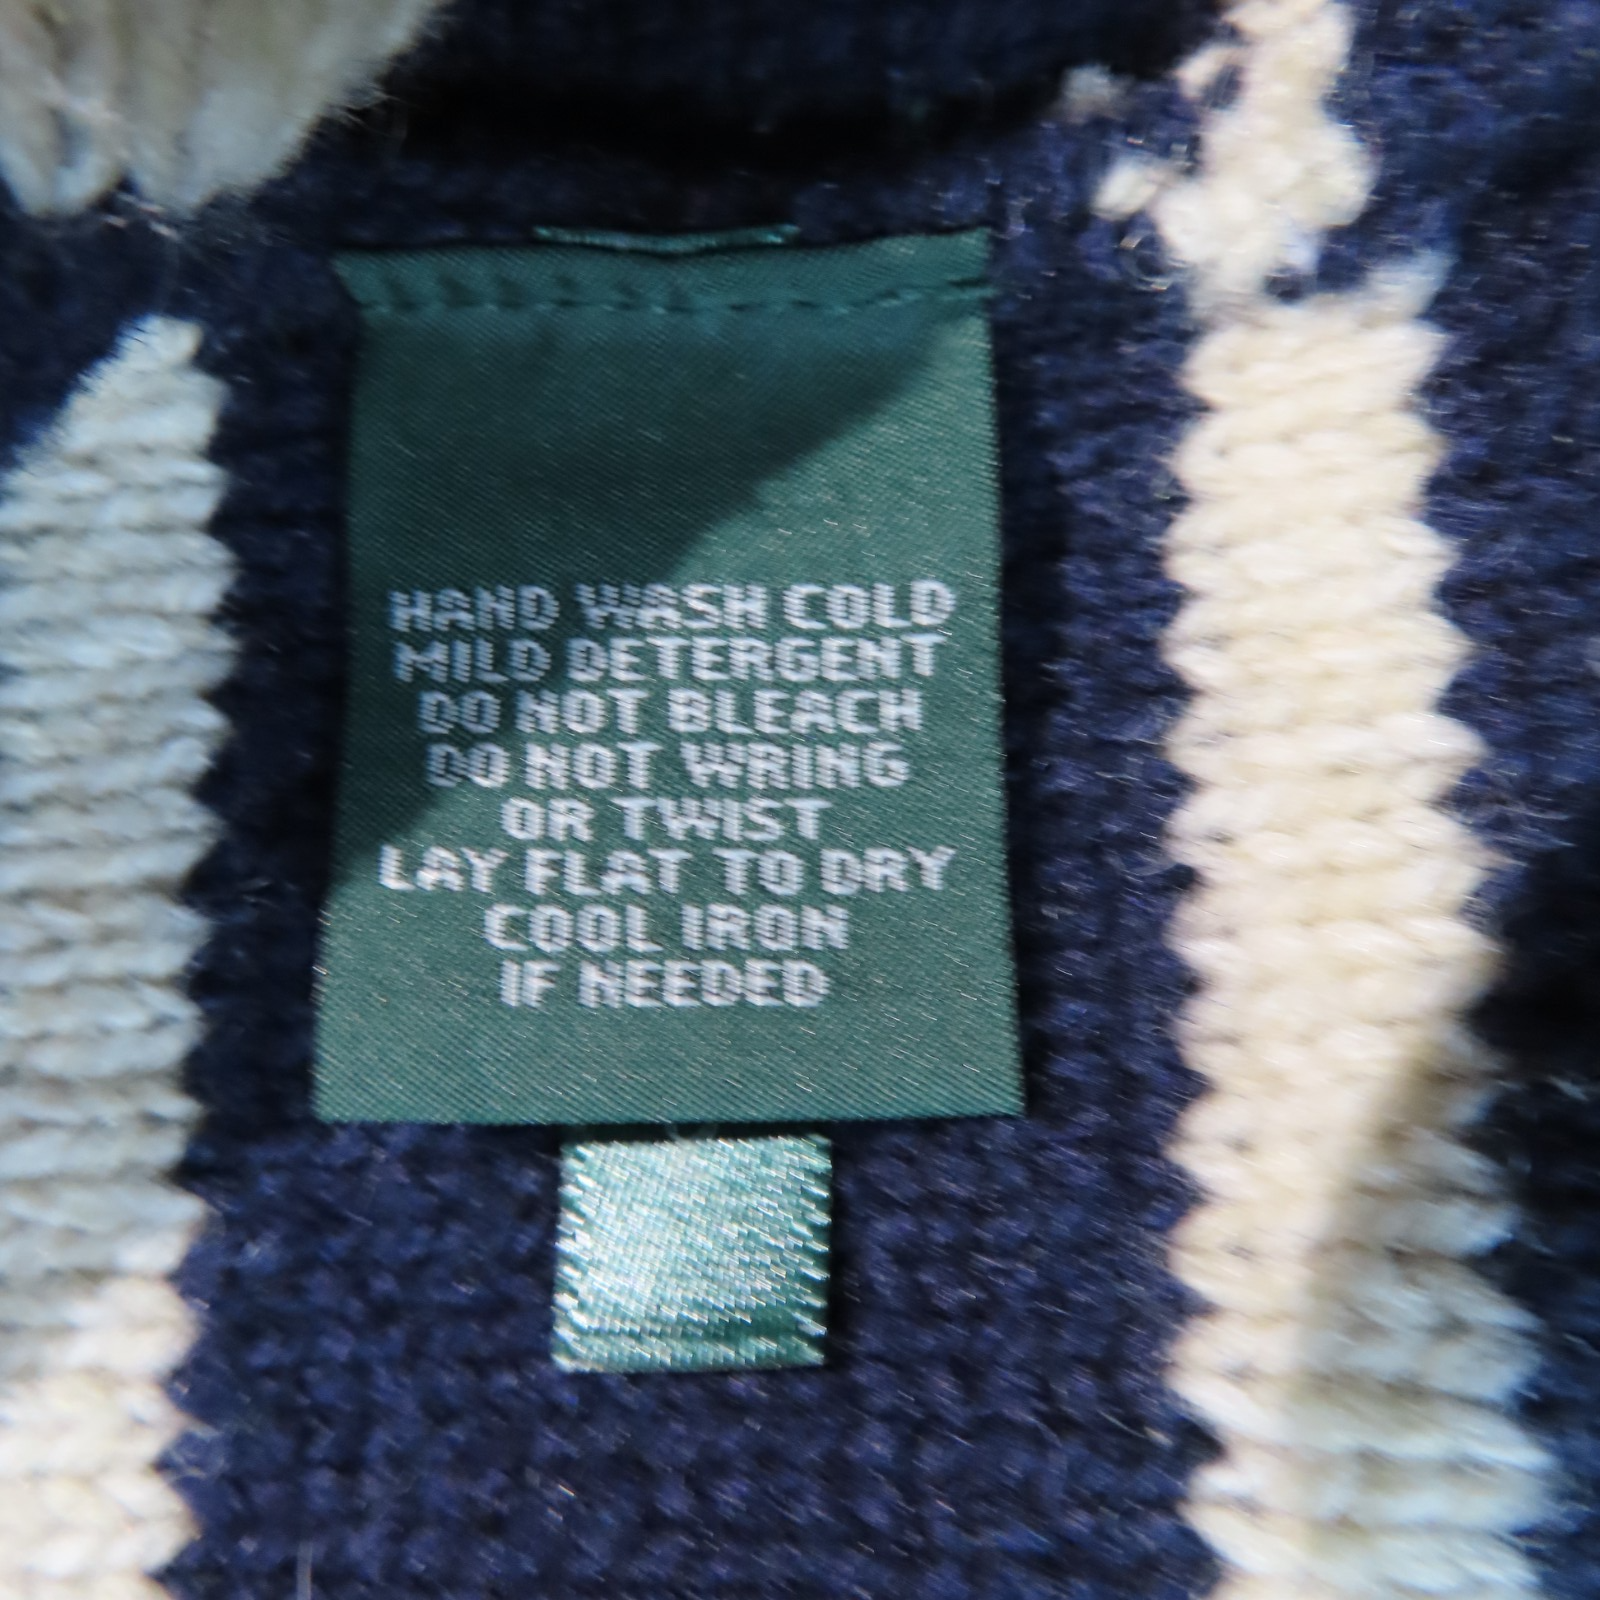 HAND WASH COLD
MILD DETERGENT
DO NOT BLEACH
DO NOT WRING
OR TWIST
LAY FLAT TO DRY
COOL IRON
IF NEEDED